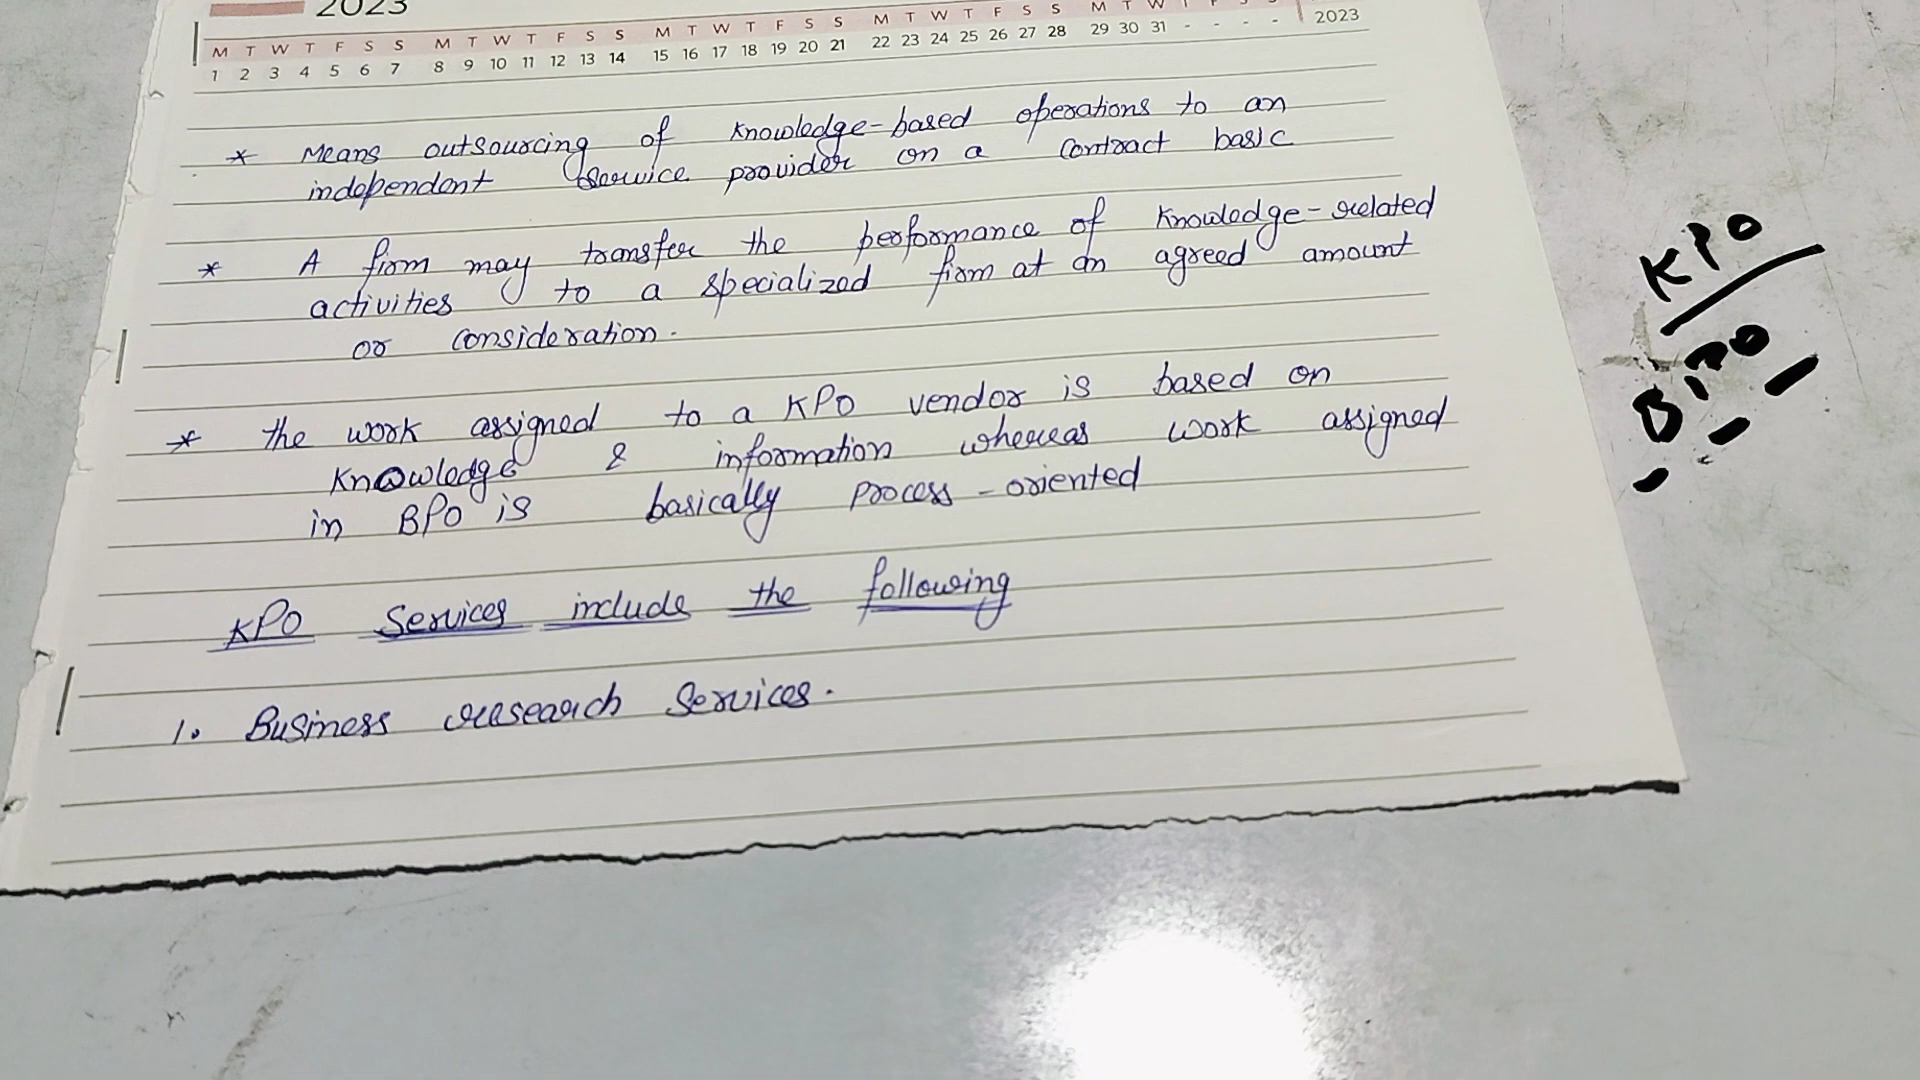 2023
M T W T F S S M T W T F S S M T W T F S S M T W T F S S M T W
1 2 3 4 5 6 7 8 9 10 11 12 13 14 15 16 17 18 19 20 21 22 23 24 25 26 27 28 29 30 31 - - - - 2023
* Means outsourcing of knowledge-based operations to an
independent service provider on a contract basic
* A firm may transfer the performance of knowledge-related
activities to a specialized firm at an agreed amount
or consideration.
* the work assigned to a KPO vendor is based on
knowledge & information whereas work assigned
in BPO is basically process-oriented
KPO Services include the following
1. Business research Services.
KPO
BPO